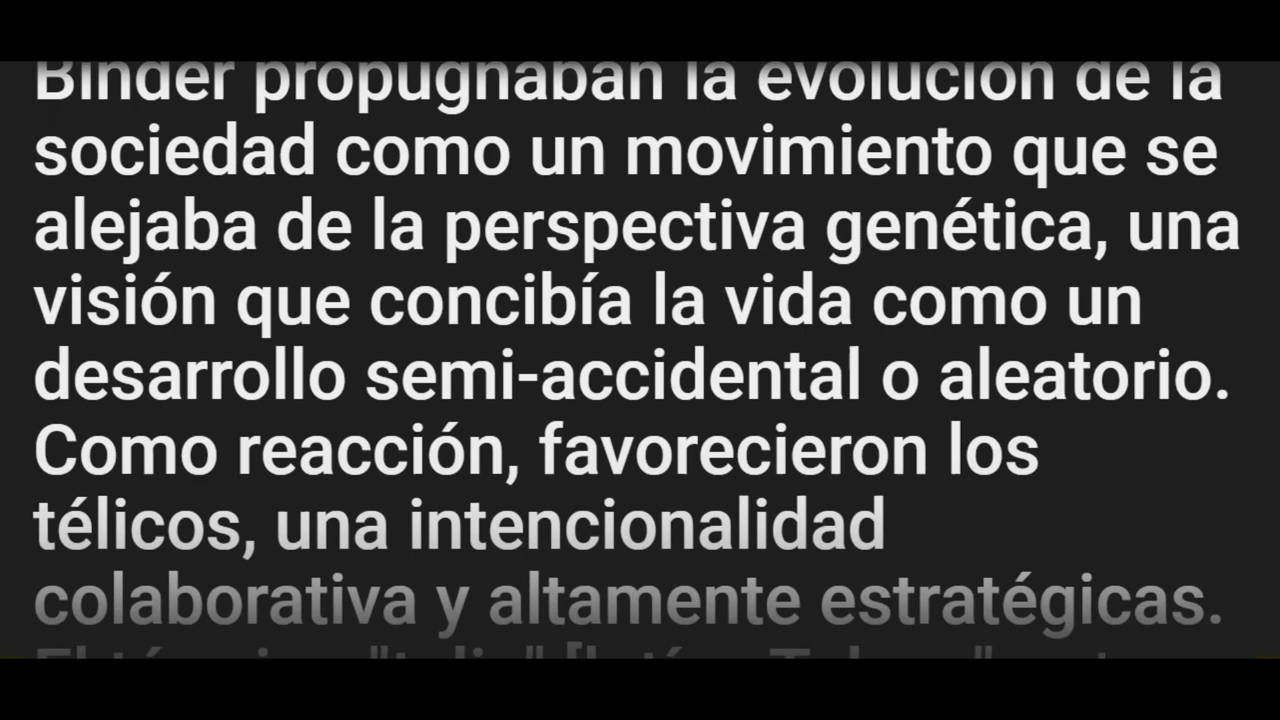 Binder propugnaban la evolución de la
sociedad como un movimiento que se
alejaba de la perspectiva genética, una
visión que concibía la vida como un
desarrollo semi-accidental o aleatorio.
Como reacción, favorecieron los
télicos, una intencionalidad
colaborativa y altamente estratégicas.